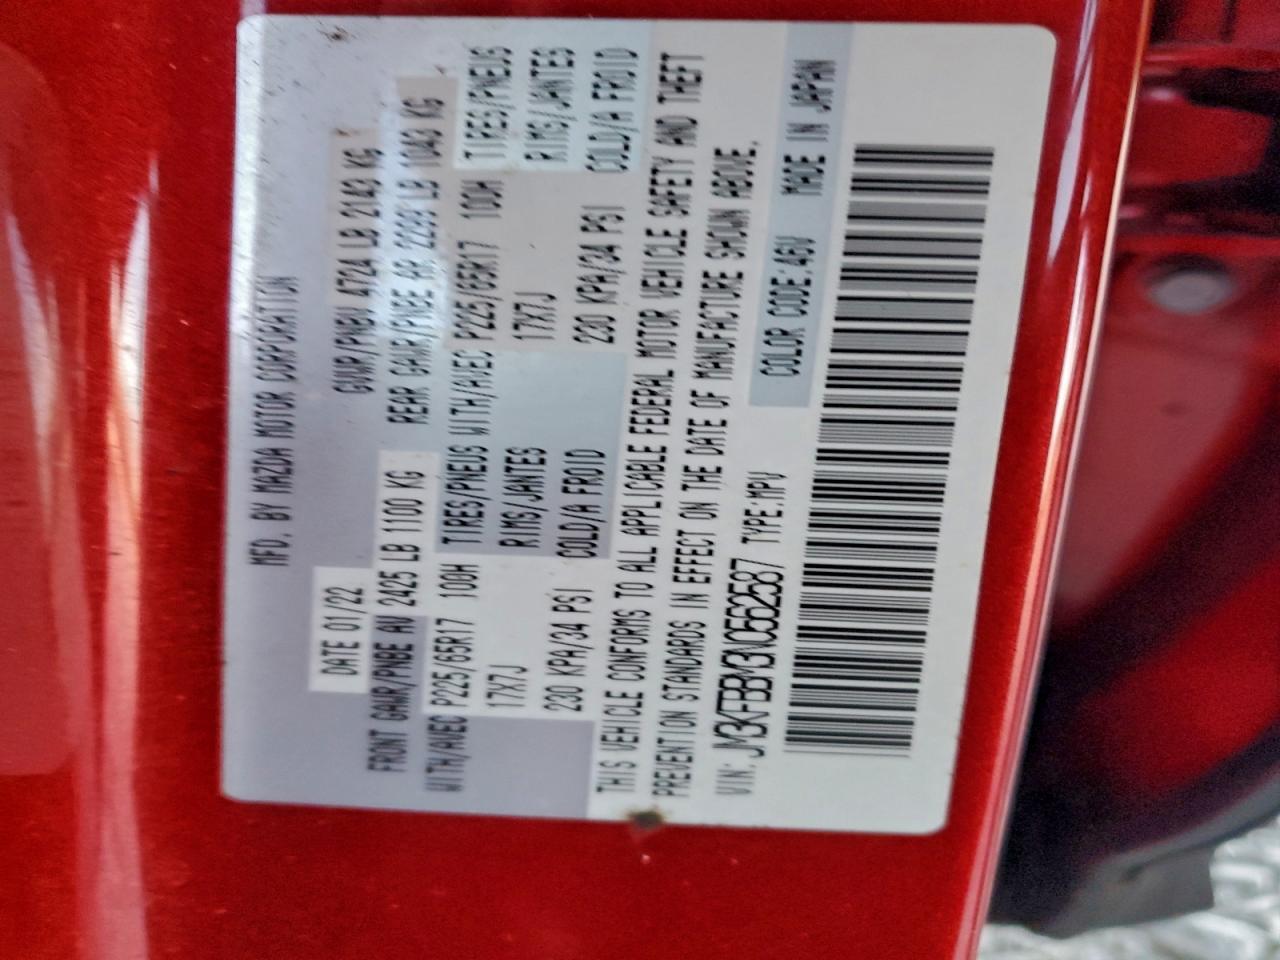 MFD. BY MAZDA MOTOR CORPORATION
DATE 01/22 GVWR/PNBV 4724 LB 2143 KG
FRONT GAWR/PNBE AV 2425 LB 1100 KG REAR GAWR/PNBE AR 2293 LB 1040 KG
WITH/AVEC P225/65R17 100H TIRES/PNEUS WITH/AVEC P225/65R17 100H TIRES/PNEUS
17X7J RIMS/JANTES 17X7J RIMS/JANTES
230 KPA/34 PSI COLD/A FROID 230 KPA/34 PSI COLD/A FROID
THIS VEHICLE CONFORMS TO ALL APPLICABLE FEDERAL MOTOR VEHICLE SAFETY AND THEFT
PREVENTION STANDARDS IN EFFECT ON THE DATE OF MANUFACTURE SHOWN ABOVE.
VIN: JM3KFBBM3N0562587 TYPE:MPV COLOR CODE:46V MADE IN JAPAN